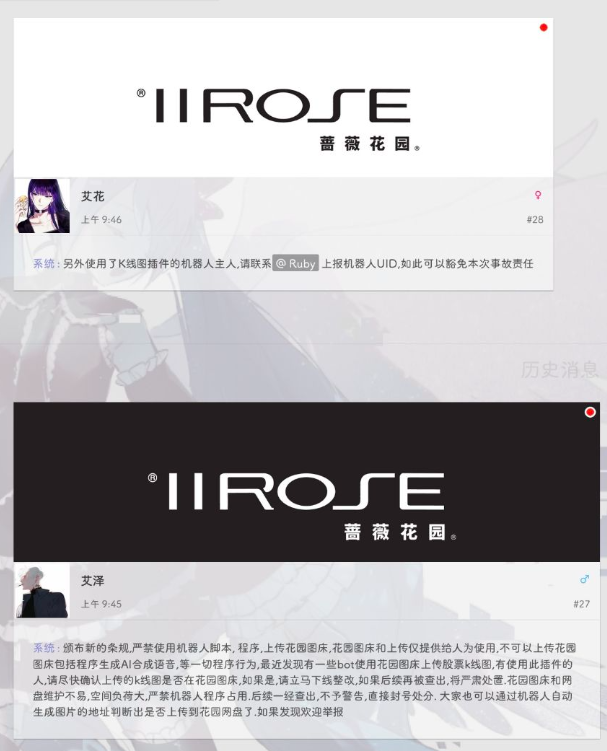 ® IIROSE
蔷薇花园®
艾花
♀
上午 9:46
#28
系统 : 另外使用了K线图插件的机器人主人,请联系 @ Ruby 上报机器人UID,如此可以豁免本次事故责任
历史消息
® IIROSE
蔷薇花园®
艾泽
♂
上午 9:45
#27
系统 : 颁布新的条规,严禁使用机器人脚本, 程序,上传花园图床,花园图床和上传仅提供给人为使用,不可以上传花园
图床包括程序生成AI合成语音,等一切程序行为,最近发现有一些bot使用花园图床上传股票k线图,有使用此插件的
人,请尽快确认上传的k线图是否在花园图床,如果是,请立马下线整改,如果后续再被查出,将严肃处置.花园图床和网
盘维护不易,空间负荷大,严禁机器人程序占用.后续一经查出,不予警告,直接封号处分. 大家也可以通过机器人自动
生成图片的地址判断出是否上传到花园网盘了.如果发现欢迎举报